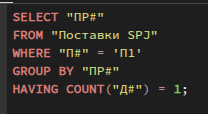 SELECT "ПР#"
FROM "Поставки SPJ"
WHERE "П#" = 'П1'
GROUP BY "ПР#"
HAVING COUNT("Д#") = 1;